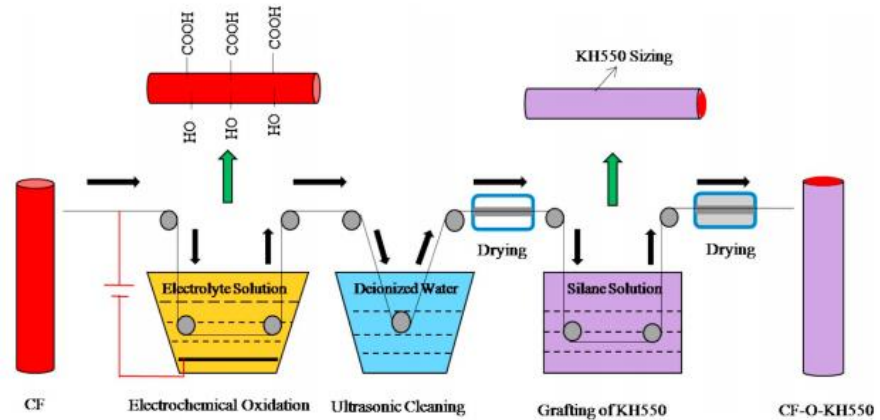 COOH
COOH
COOH
HO
HO
HO
KH550 Sizing
Drying
Drying
Electrolyte Solution
Deionized Water
Silane Solution
CF
Electrochemical Oxidation
Ultrasonic Cleaning
Grafting of KH550
CF-O-KH550